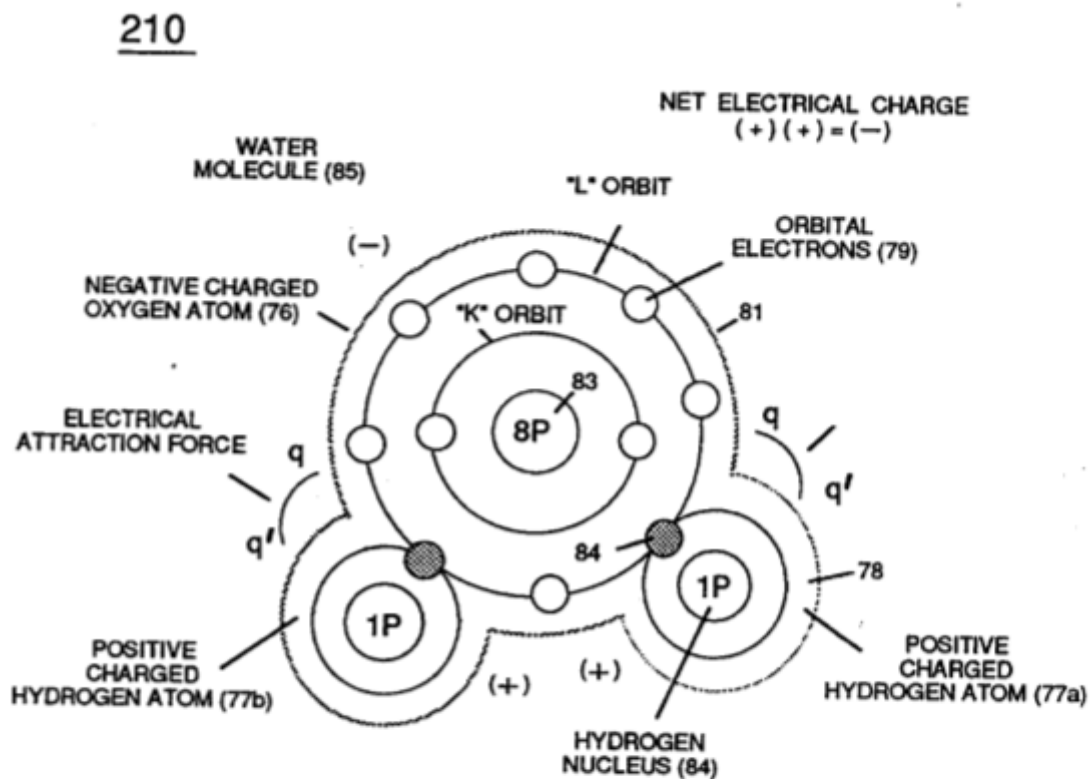 210
NET ELECTRICAL CHARGE
(+) (+) = (−)
WATER
MOLECULE (85)
"L" ORBIT
(−)
ORBITAL
ELECTRONS (79)
NEGATIVE CHARGED
OXYGEN ATOM (76)
"K" ORBIT
81
83
8P
ELECTRICAL
ATTRACTION FORCE
q
q'
q
q'
84
78
1P
1P
POSITIVE
CHARGED
HYDROGEN ATOM (77b)
(+)
(+)
POSITIVE
CHARGED
HYDROGEN ATOM (77a)
HYDROGEN
NUCLEUS (84)